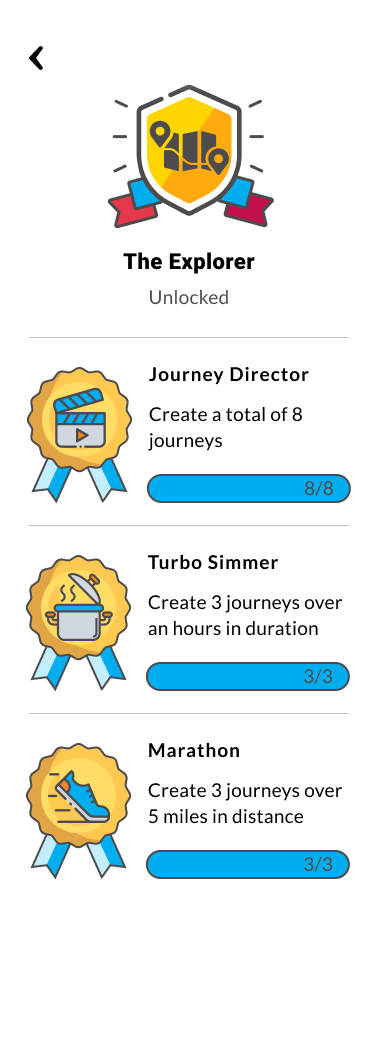 The Explorer
Unlocked
Journey Director
Create a total of 8
journeys
8/8
Turbo Simmer
Create 3 journeys over
an hours in duration
3/3
Marathon
Create 3 journeys over
5 miles in distance
3/3